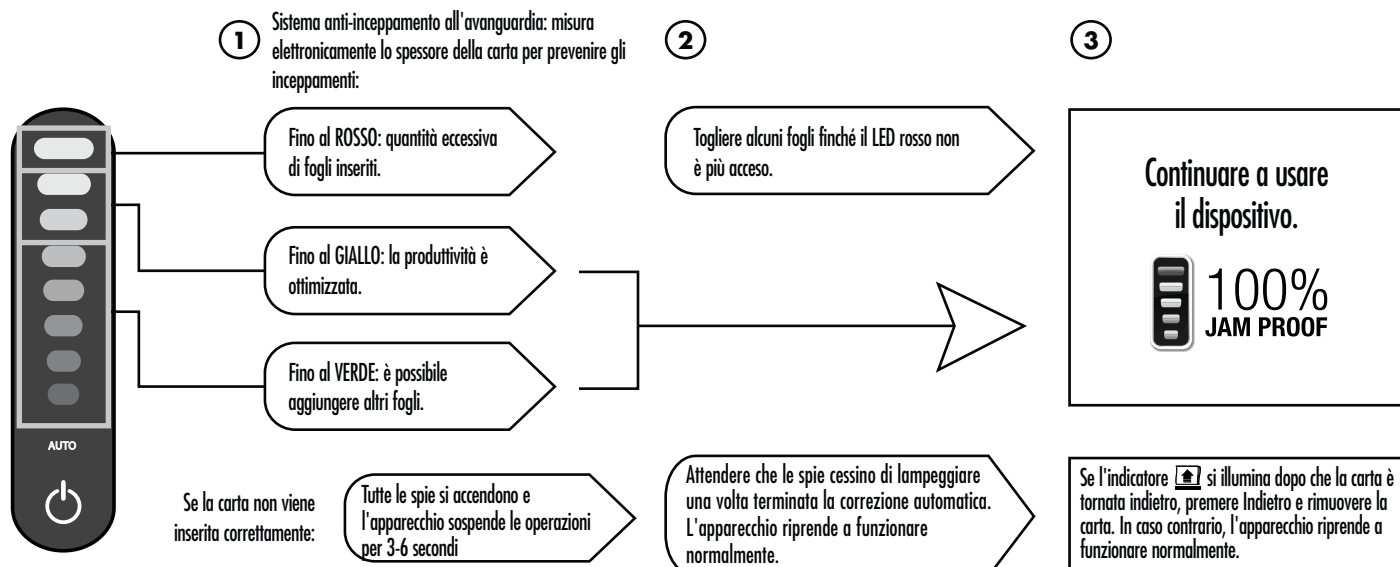 1
Sistema anti-inceppamento all'avanguardia: misura
elettronicamente lo spessore della carta per prevenire gli
inceppamenti:
2
3
Fino al ROSSO: quantità eccessiva
di fogli inseriti.
Togliere alcuni fogli finché il LED rosso non
è più acceso.
Continuare a usare
il dispositivo.
100%
JAM PROOF
Fino al GIALLO: la produttività è
ottimizzata.
Fino al VERDE: è possibile
aggiungere altri fogli.
AUTO
Se la carta non viene
inserita correttamente:
Tutte le spie si accendono e
l'apparecchio sospende le operazioni
per 3-6 secondi
Attendere che le spie cessino di lampeggiare
una volta terminata la correzione automatica.
L'apparecchio riprende a funzionare
normalmente.
Se l'indicatore si illumina dopo che la carta è
tornata indietro, premere Indietro e rimuovere la
carta. In caso contrario, l'apparecchio riprende a
funzionare normalmente.